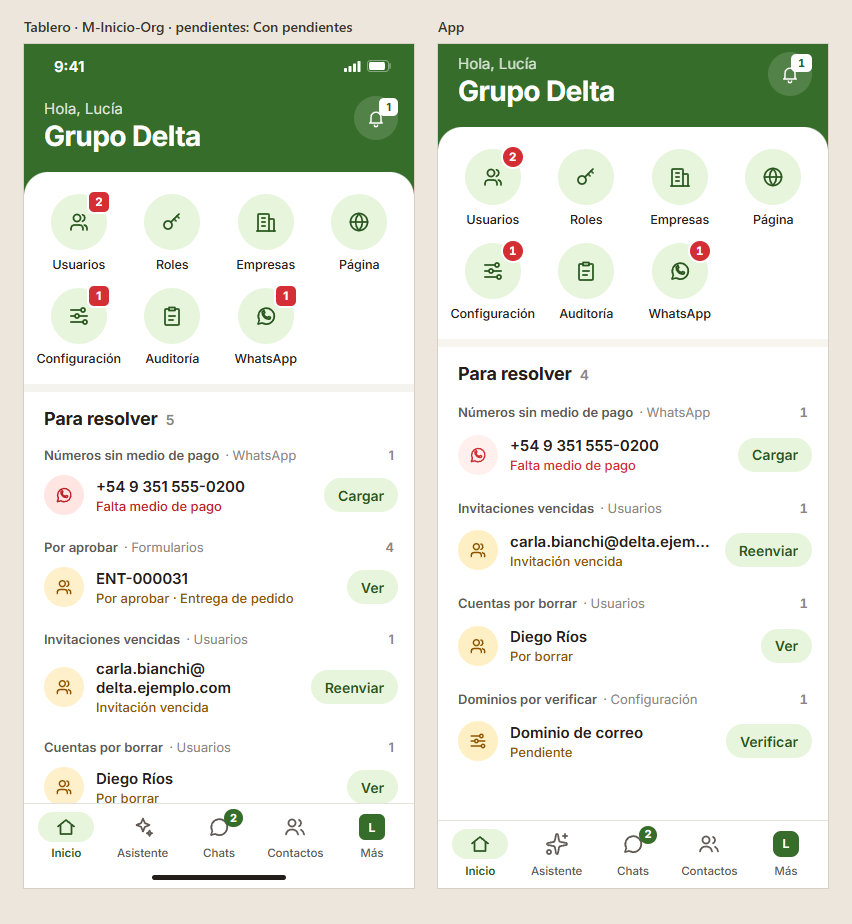 Tablero · M-Inicio-Org · pendientes: Con pendientes
9:41
Hola, Lucía
1
Grupo Delta
2
Usuarios
Roles
Empresas
Página
1
1
Configuración
Auditoría
WhatsApp
Para resolver 5
Números sin medio de pago · WhatsApp 1
+54 9 351 555-0200
Falta medio de pago
Cargar
Por aprobar · Formularios 4
ENT-000031
Por aprobar · Entrega de pedido
Ver
Invitaciones vencidas · Usuarios 1
carla.bianchi@
delta.ejemplo.com
Invitación vencida
Reenviar
Cuentas por borrar · Usuarios 1
Diego Ríos
Por borrar
Ver
2
Inicio
Asistente
Chats
Contactos
L
Más
App
Hola, Lucía
1
Grupo Delta
2
Usuarios
Roles
Empresas
Página
1
1
Configuración
Auditoría
WhatsApp
Para resolver 4
Números sin medio de pago · WhatsApp 1
+54 9 351 555-0200
Falta medio de pago
Cargar
Invitaciones vencidas · Usuarios 1
carla.bianchi@delta.ejem...
Invitación vencida
Reenviar
Cuentas por borrar · Usuarios 1
Diego Ríos
Por borrar
Ver
Dominios por verificar · Configuración 1
Dominio de correo
Pendiente
Verificar
2
Inicio
Asistente
Chats
Contactos
L
Más